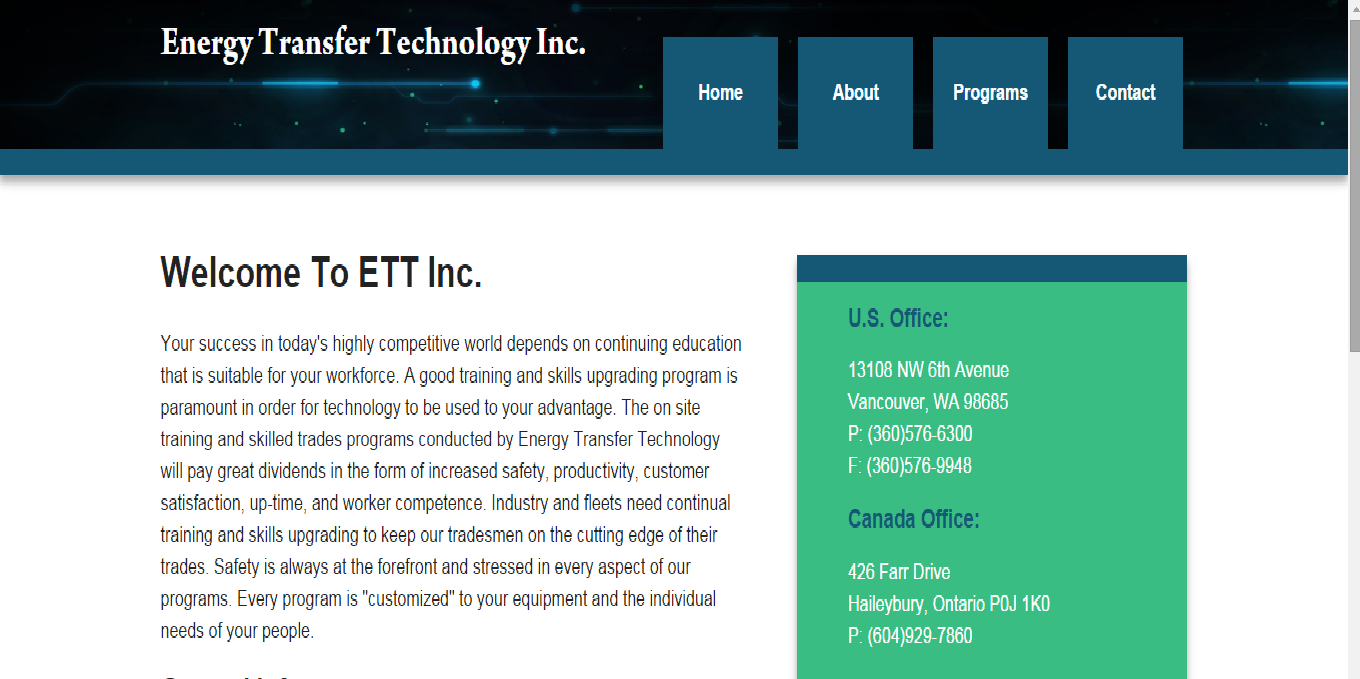 Energy Transfer Technology Inc.
Home
About
Programs
Contact
Welcome To ETT Inc.
Your success in today's highly competitive world depends on continuing education
that is suitable for your workforce. A good training and skills upgrading program is
paramount in order for technology to be used to your advantage. The on site
training and skilled trades programs conducted by Energy Transfer Technology
will pay great dividends in the form of increased safety, productivity, customer
satisfaction, up-time, and worker competence. Industry and fleets need continual
training and skills upgrading to keep our tradesmen on the cutting edge of their
trades. Safety is always at the forefront and stressed in every aspect of our
programs. Every program is "customized" to your equipment and the individual
needs of your people.
U.S. Office:
13108 NW 6th Avenue
Vancouver, WA 98685
P: (360)576-6300
F: (360)576-9948
Canada Office:
426 Farr Drive
Haileybury, Ontario P0J 1K0
P: (604)929-7860